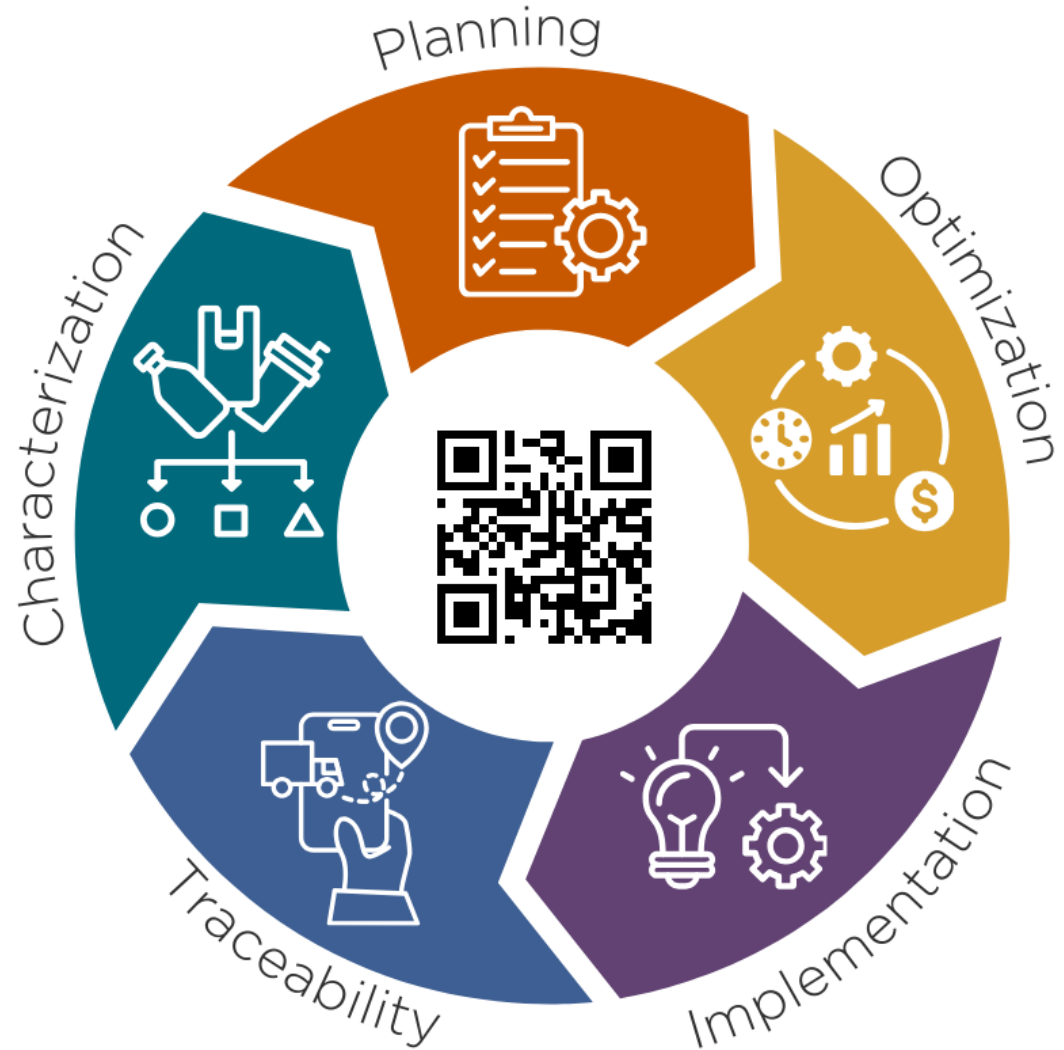 Planning
Optimization
Implementation
Traceability
Characterization
$